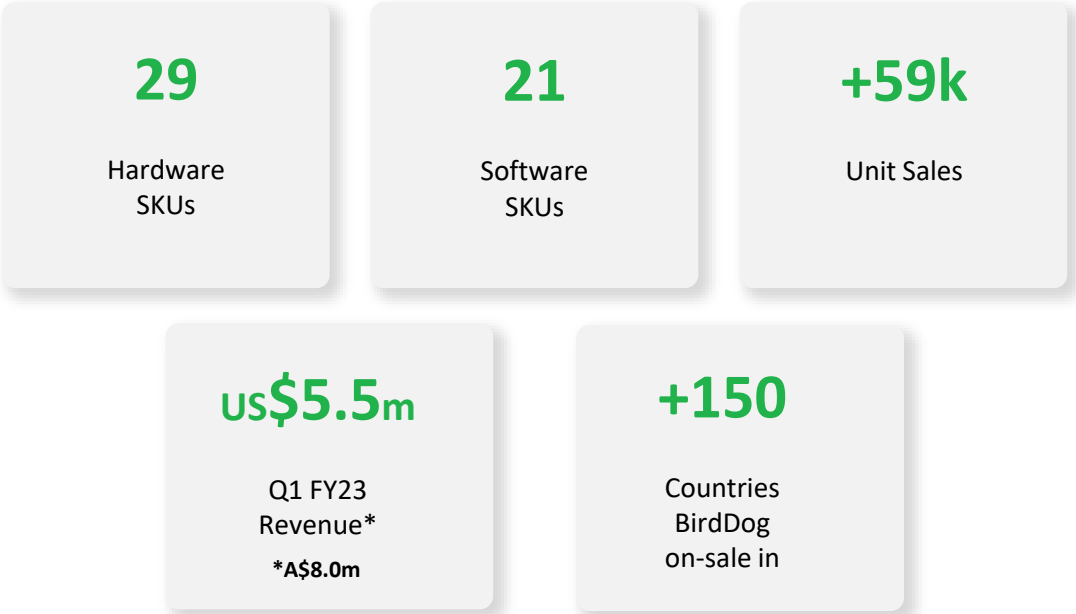 29
Hardware
SKUs
21
Software
SKUs
+59k
Unit Sales
US$5.5m
Q1 FY23
Revenue*
*A$8.0m
+150
Countries
BirdDog
on-sale in